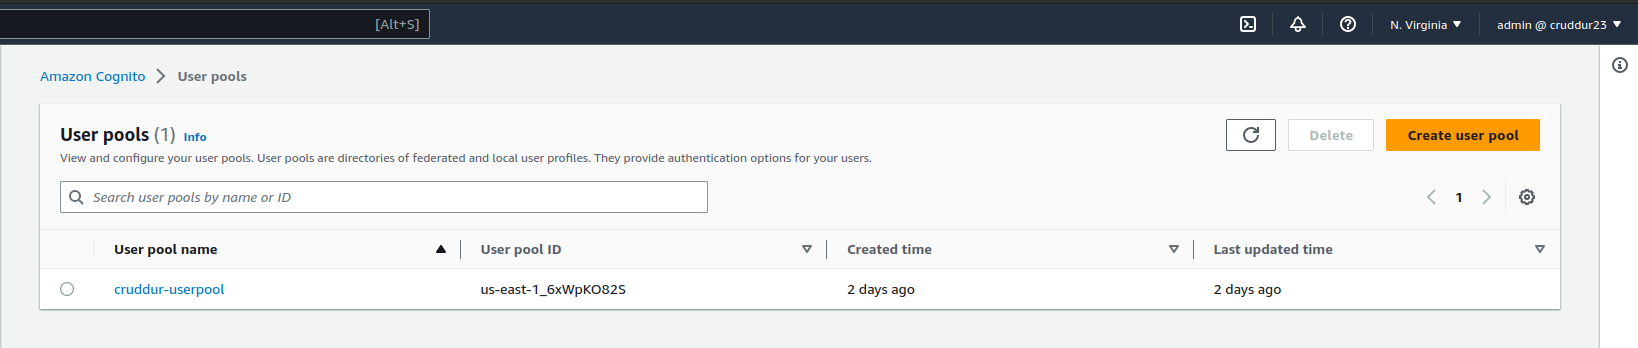 [Alt+S] N. Virginia admin @ cruddur23
Amazon Cognito User pools
User pools (1) Info Delete Create user pool
View and configure your user pools. User pools are directories of federated and local user profiles. They provide authentication options for your users.
Search user pools by name or ID 1
User pool name User pool ID Created time Last updated time
cruddur-userpool us-east-1_6xWpKO82S 2 days ago 2 days ago